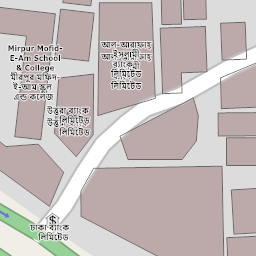 Mirpur Mofid-
E-Am School
& College
মীরপুর মফিদ-
ই-আম স্কুল
এন্ড কলেজ
আল-আরাফাহ
ইসলামী
ব্যাংক
লিমিটেড
উত্তরা ব্যাংক
লিমিটেড
ঢাকা ব্যাংক
লিমিটেড